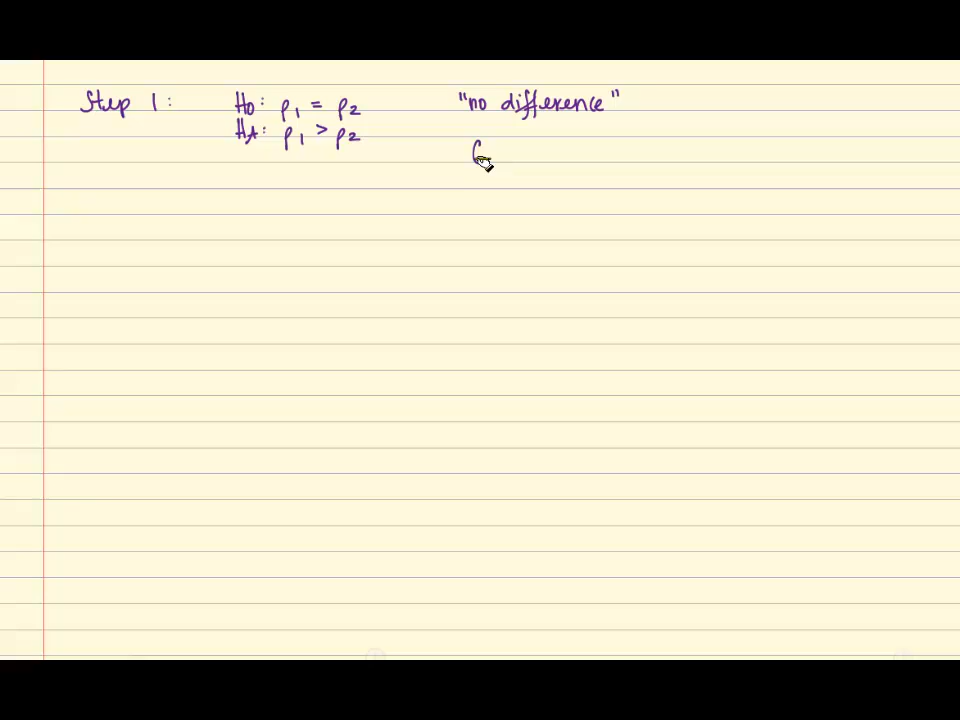 Step 1: H0: p1 = p2 "no difference"
HA: p1 > p2 (